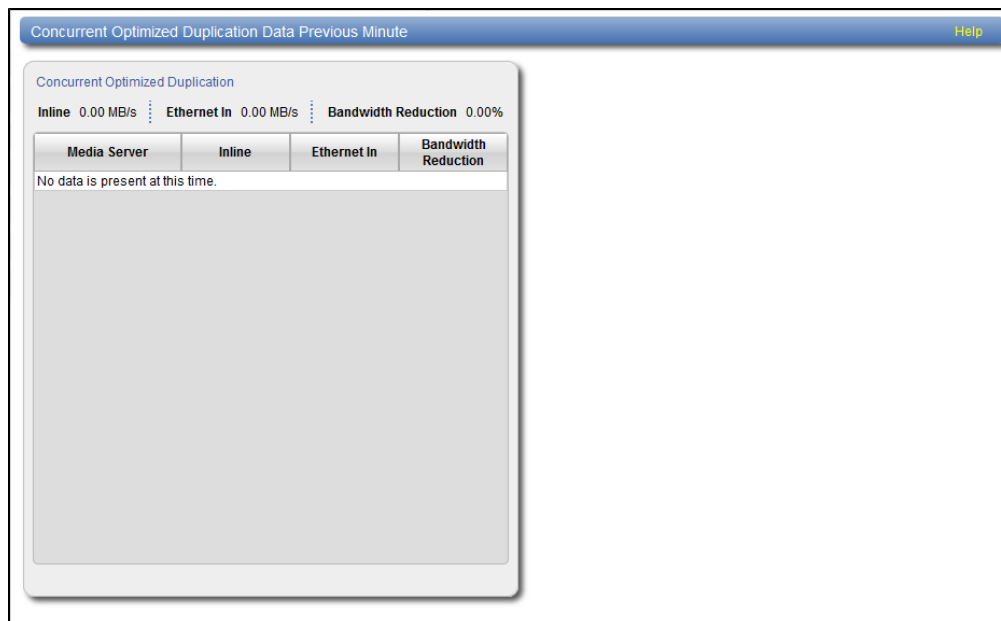 Concurrent Optimized Duplication Data Previous Minute Help
Concurrent Optimized Duplication
Inline 0.00 MB/s Ethernet In 0.00 MB/s Bandwidth Reduction 0.00%
Media Server Inline Ethernet In Bandwidth Reduction
No data is present at this time.